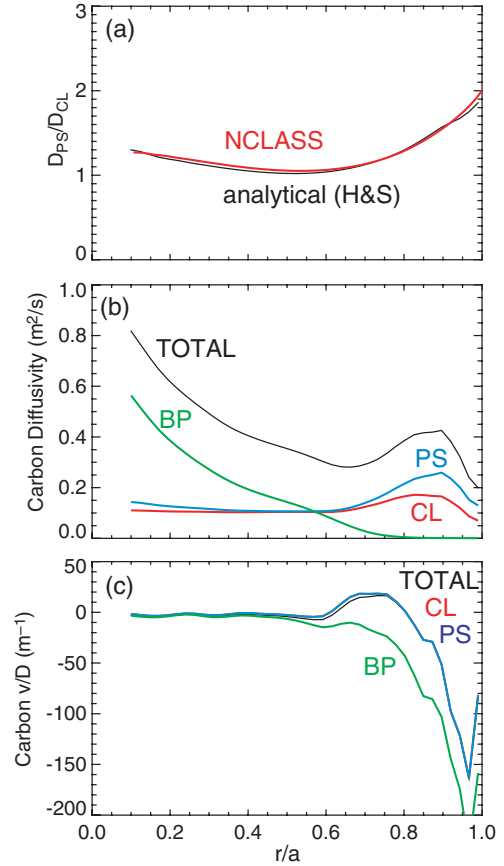 (a)
3
2
1
0
D_PS/D_CL
NCLASS
analytical (H&S)
(b)
1.0
0.8
0.6
0.4
0.2
0.0
Carbon Diffusivity (m²/s)
TOTAL
BP
PS
CL
(c)
50
0
-50
-100
-150
-200
Carbon v/D (m⁻¹)
TOTAL
CL
PS
BP
0.0 0.2 0.4 0.6 0.8 1.0
r/a